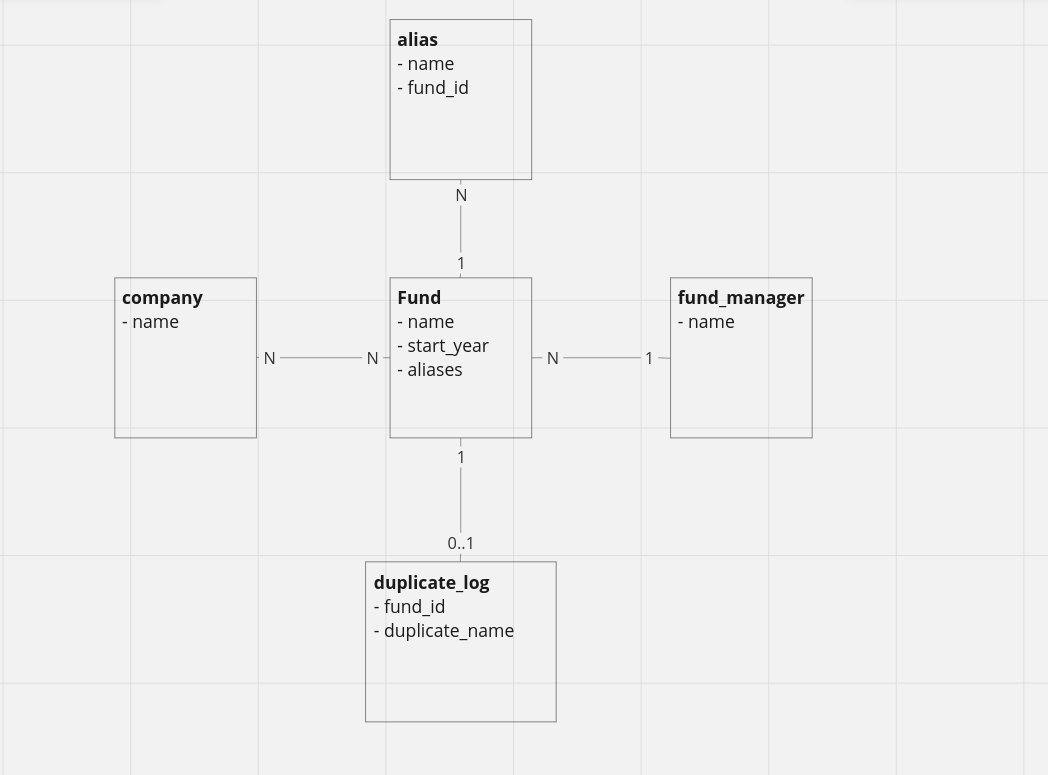 alias
- name
- fund_id
N
1
company
- name
N
N
Fund
- name
- start_year
- aliases
N
1
fund_manager
- name
1
0..1
duplicate_log
- fund_id
- duplicate_name